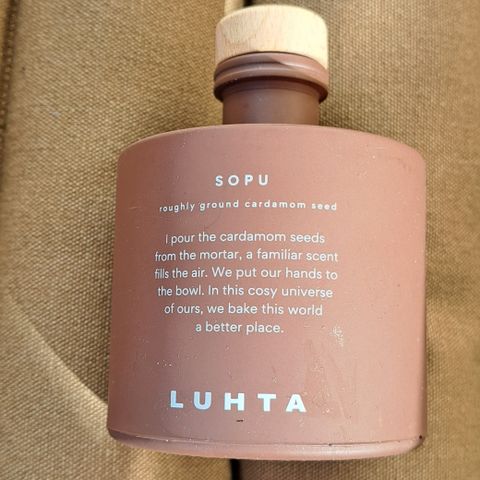 SOPU
roughly ground cardamom seed
I pour the cardamom seeds
from the mortar, a familiar scent
fills the air. We put our hands to
the bowl. In this cosy universe
of ours, we bake this world
a better place.
LUHTA